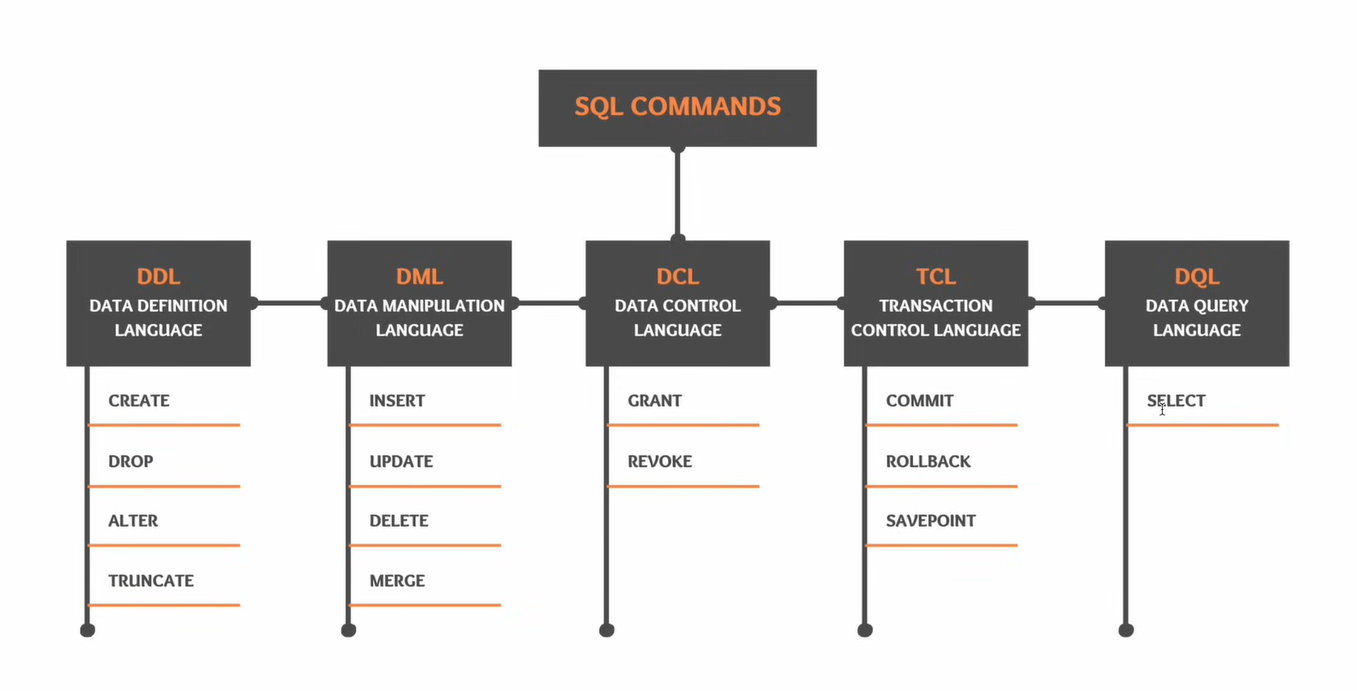 SQL COMMANDS
DDL
DATA DEFINITION
LANGUAGE
CREATE
DROP
ALTER
TRUNCATE
DML
DATA MANIPULATION
LANGUAGE
INSERT
UPDATE
DELETE
MERGE
DCL
DATA CONTROL
LANGUAGE
GRANT
REVOKE
TCL
TRANSACTION
CONTROL LANGUAGE
COMMIT
ROLLBACK
SAVEPOINT
DQL
DATA QUERY
LANGUAGE
SELECT